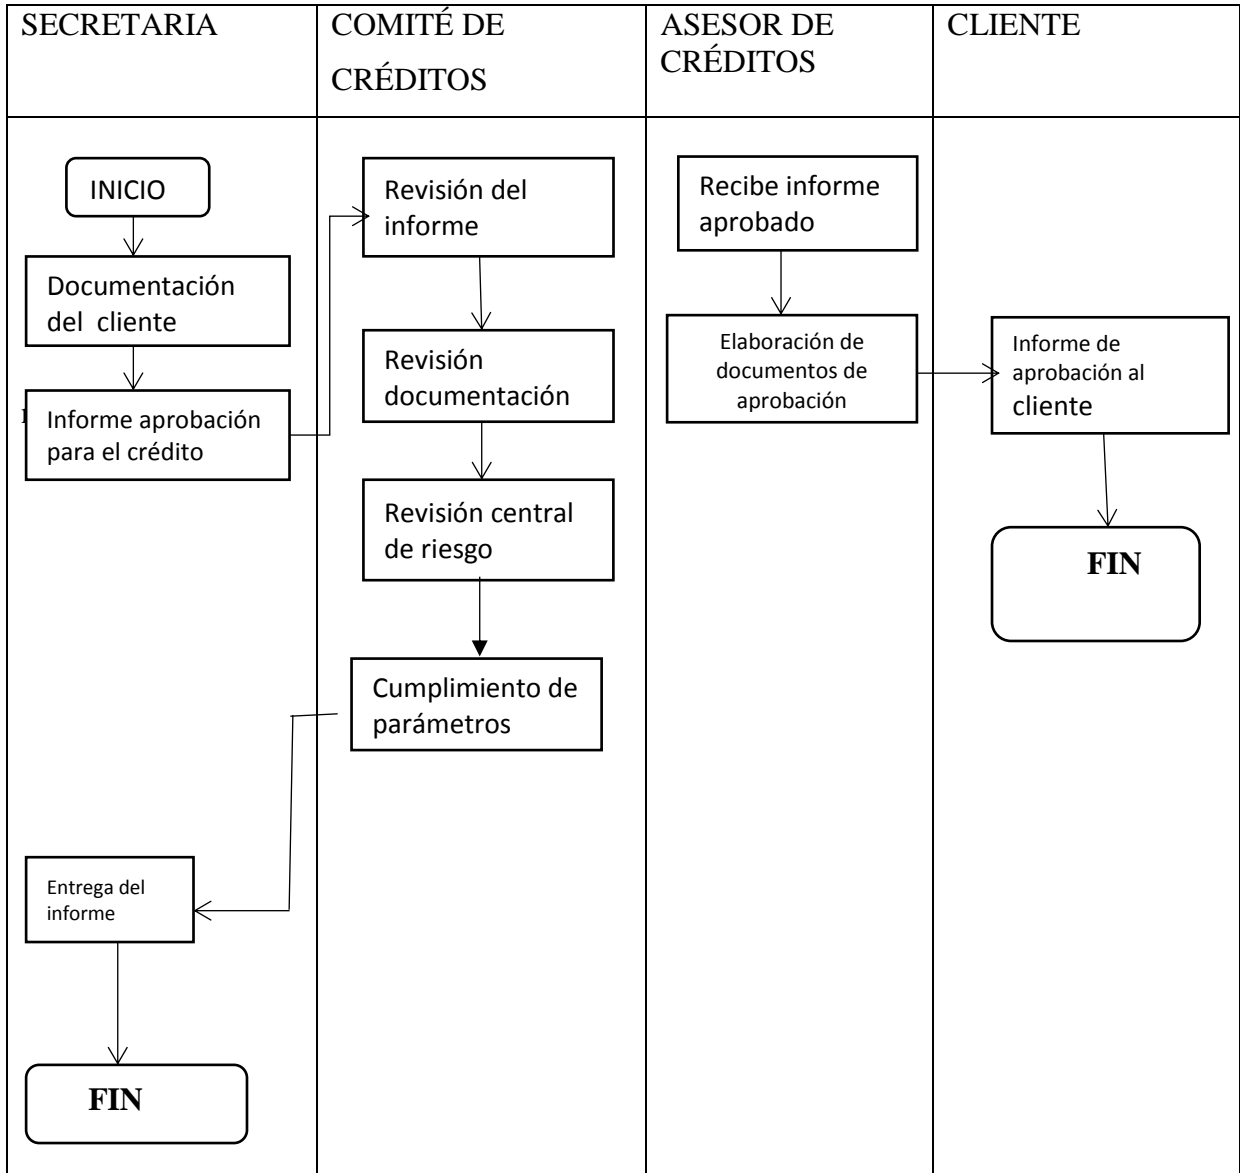 SECRETARIA
COMITÉ DE
CRÉDITOS
ASESOR DE
CRÉDITOS
CLIENTE
INICIO
Documentación
del cliente
Informe aprobación
para el crédito
Revisión del
informe
Revisión
documentación
Revisión central
de riesgo
Cumplimiento de
parámetros
Entrega del
informe
FIN
Recibe informe
aprobado
Elaboración de
documentos de
aprobación
Informe de
aprobación al
cliente
FIN